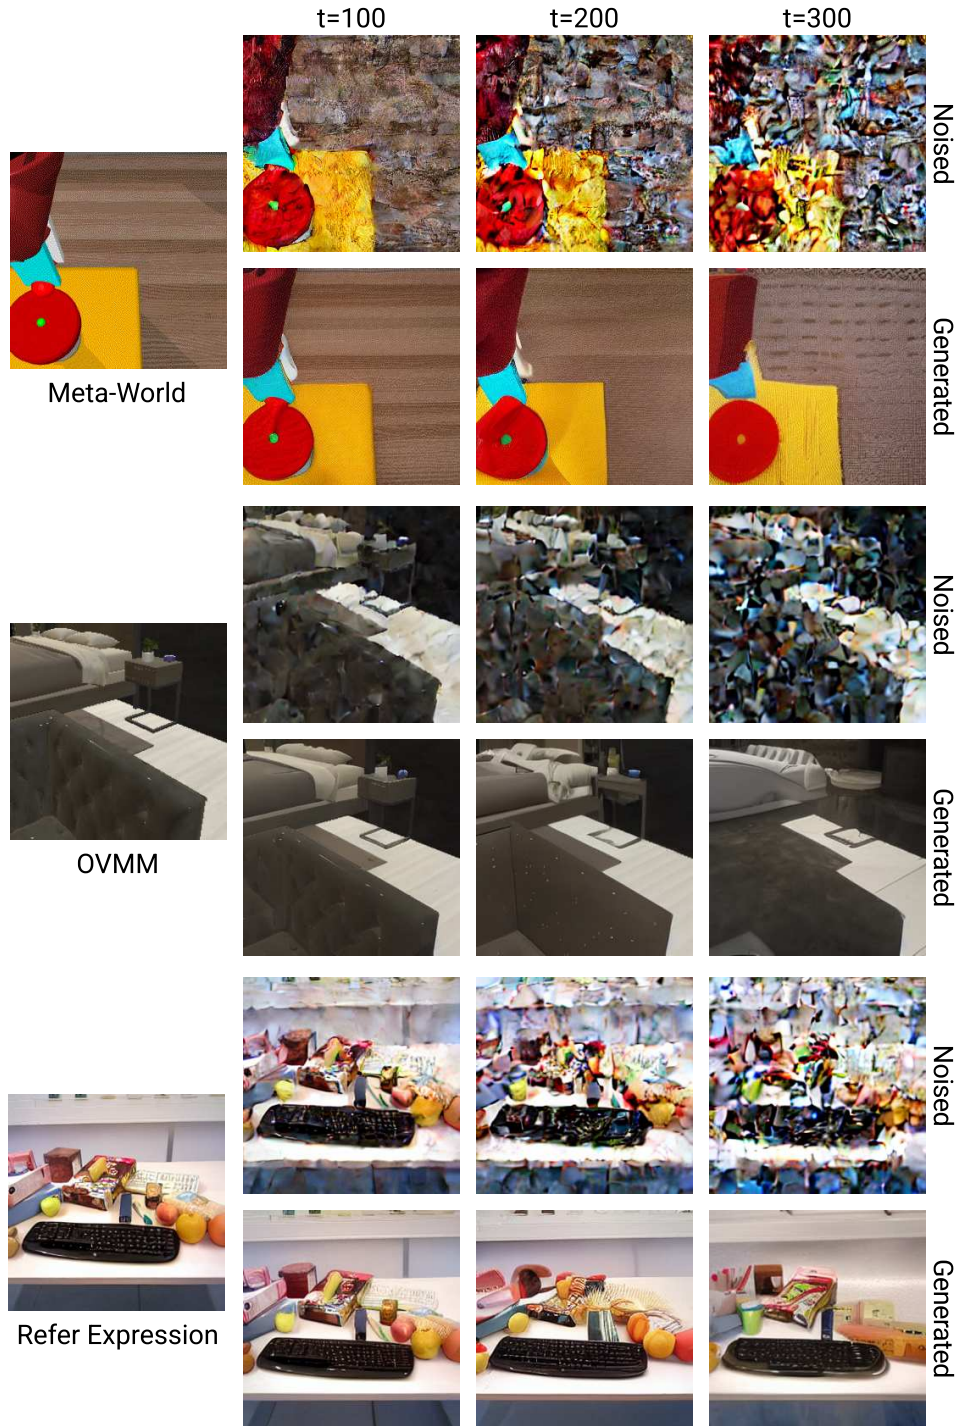 t=100
t=200
t=300
Noised
Meta-World
Generated
Noised
OVMM
Generated
Noised
Refer Expression
Generated